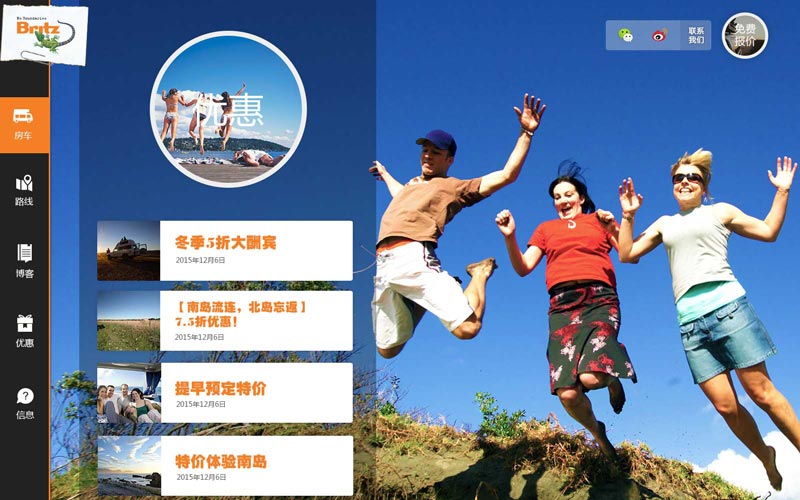 No Boundaries
Britz
联系
我们
免费
报价
优惠
房车
路线
博客
优惠
信息
冬季5折大酬宾
2015年12月6日
【南岛流连，北岛忘返】
7.5折优惠！
2015年12月6日
提早预定特价
2015年12月6日
特价体验南岛
2015年12月6日